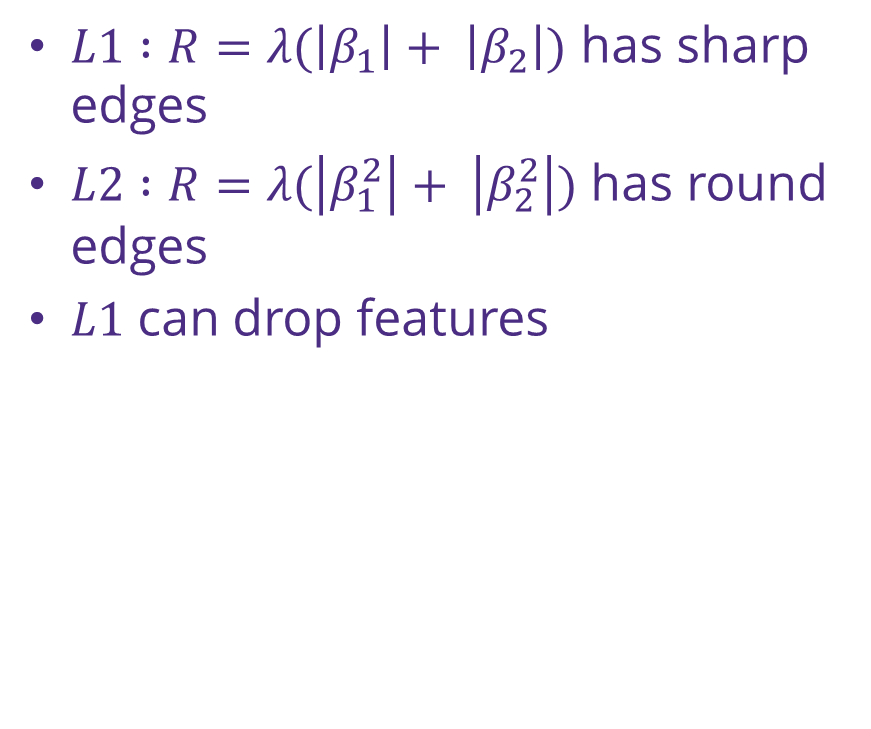 • L1 : R = λ(|β₁| + |β₂|) has sharp
edges
• L2 : R = λ(|β₁²| + |β₂²|) has round
edges
• L1 can drop features